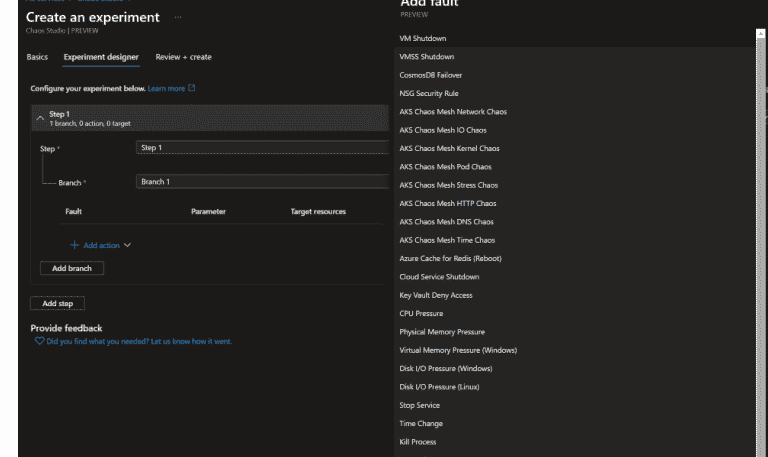 Create an experiment ...
Chaos Studio | PREVIEW
Basics Experiment designer Review + create
Configure your experiment below. Learn more
Step 1
1 branch, 0 action, 0 target
Step * Step 1
Branch * Branch 1
Fault Parameter Target resources
+ Add action
Add branch
Add step
Provide feedback
Did you find what you needed? Let us know how it went.
Add fault
PREVIEW
VM Shutdown
VMSS Shutdown
CosmosDB Failover
NSG Security Rule
AKS Chaos Mesh Network Chaos
AKS Chaos Mesh IO Chaos
AKS Chaos Mesh Kernel Chaos
AKS Chaos Mesh Pod Chaos
AKS Chaos Mesh Stress Chaos
AKS Chaos Mesh HTTP Chaos
AKS Chaos Mesh DNS Chaos
AKS Chaos Mesh Time Chaos
Azure Cache for Redis (Reboot)
Cloud Service Shutdown
Key Vault Deny Access
CPU Pressure
Physical Memory Pressure
Virtual Memory Pressure (Windows)
Disk I/O Pressure (Windows)
Disk I/O Pressure (Linux)
Stop Service
Time Change
Kill Process